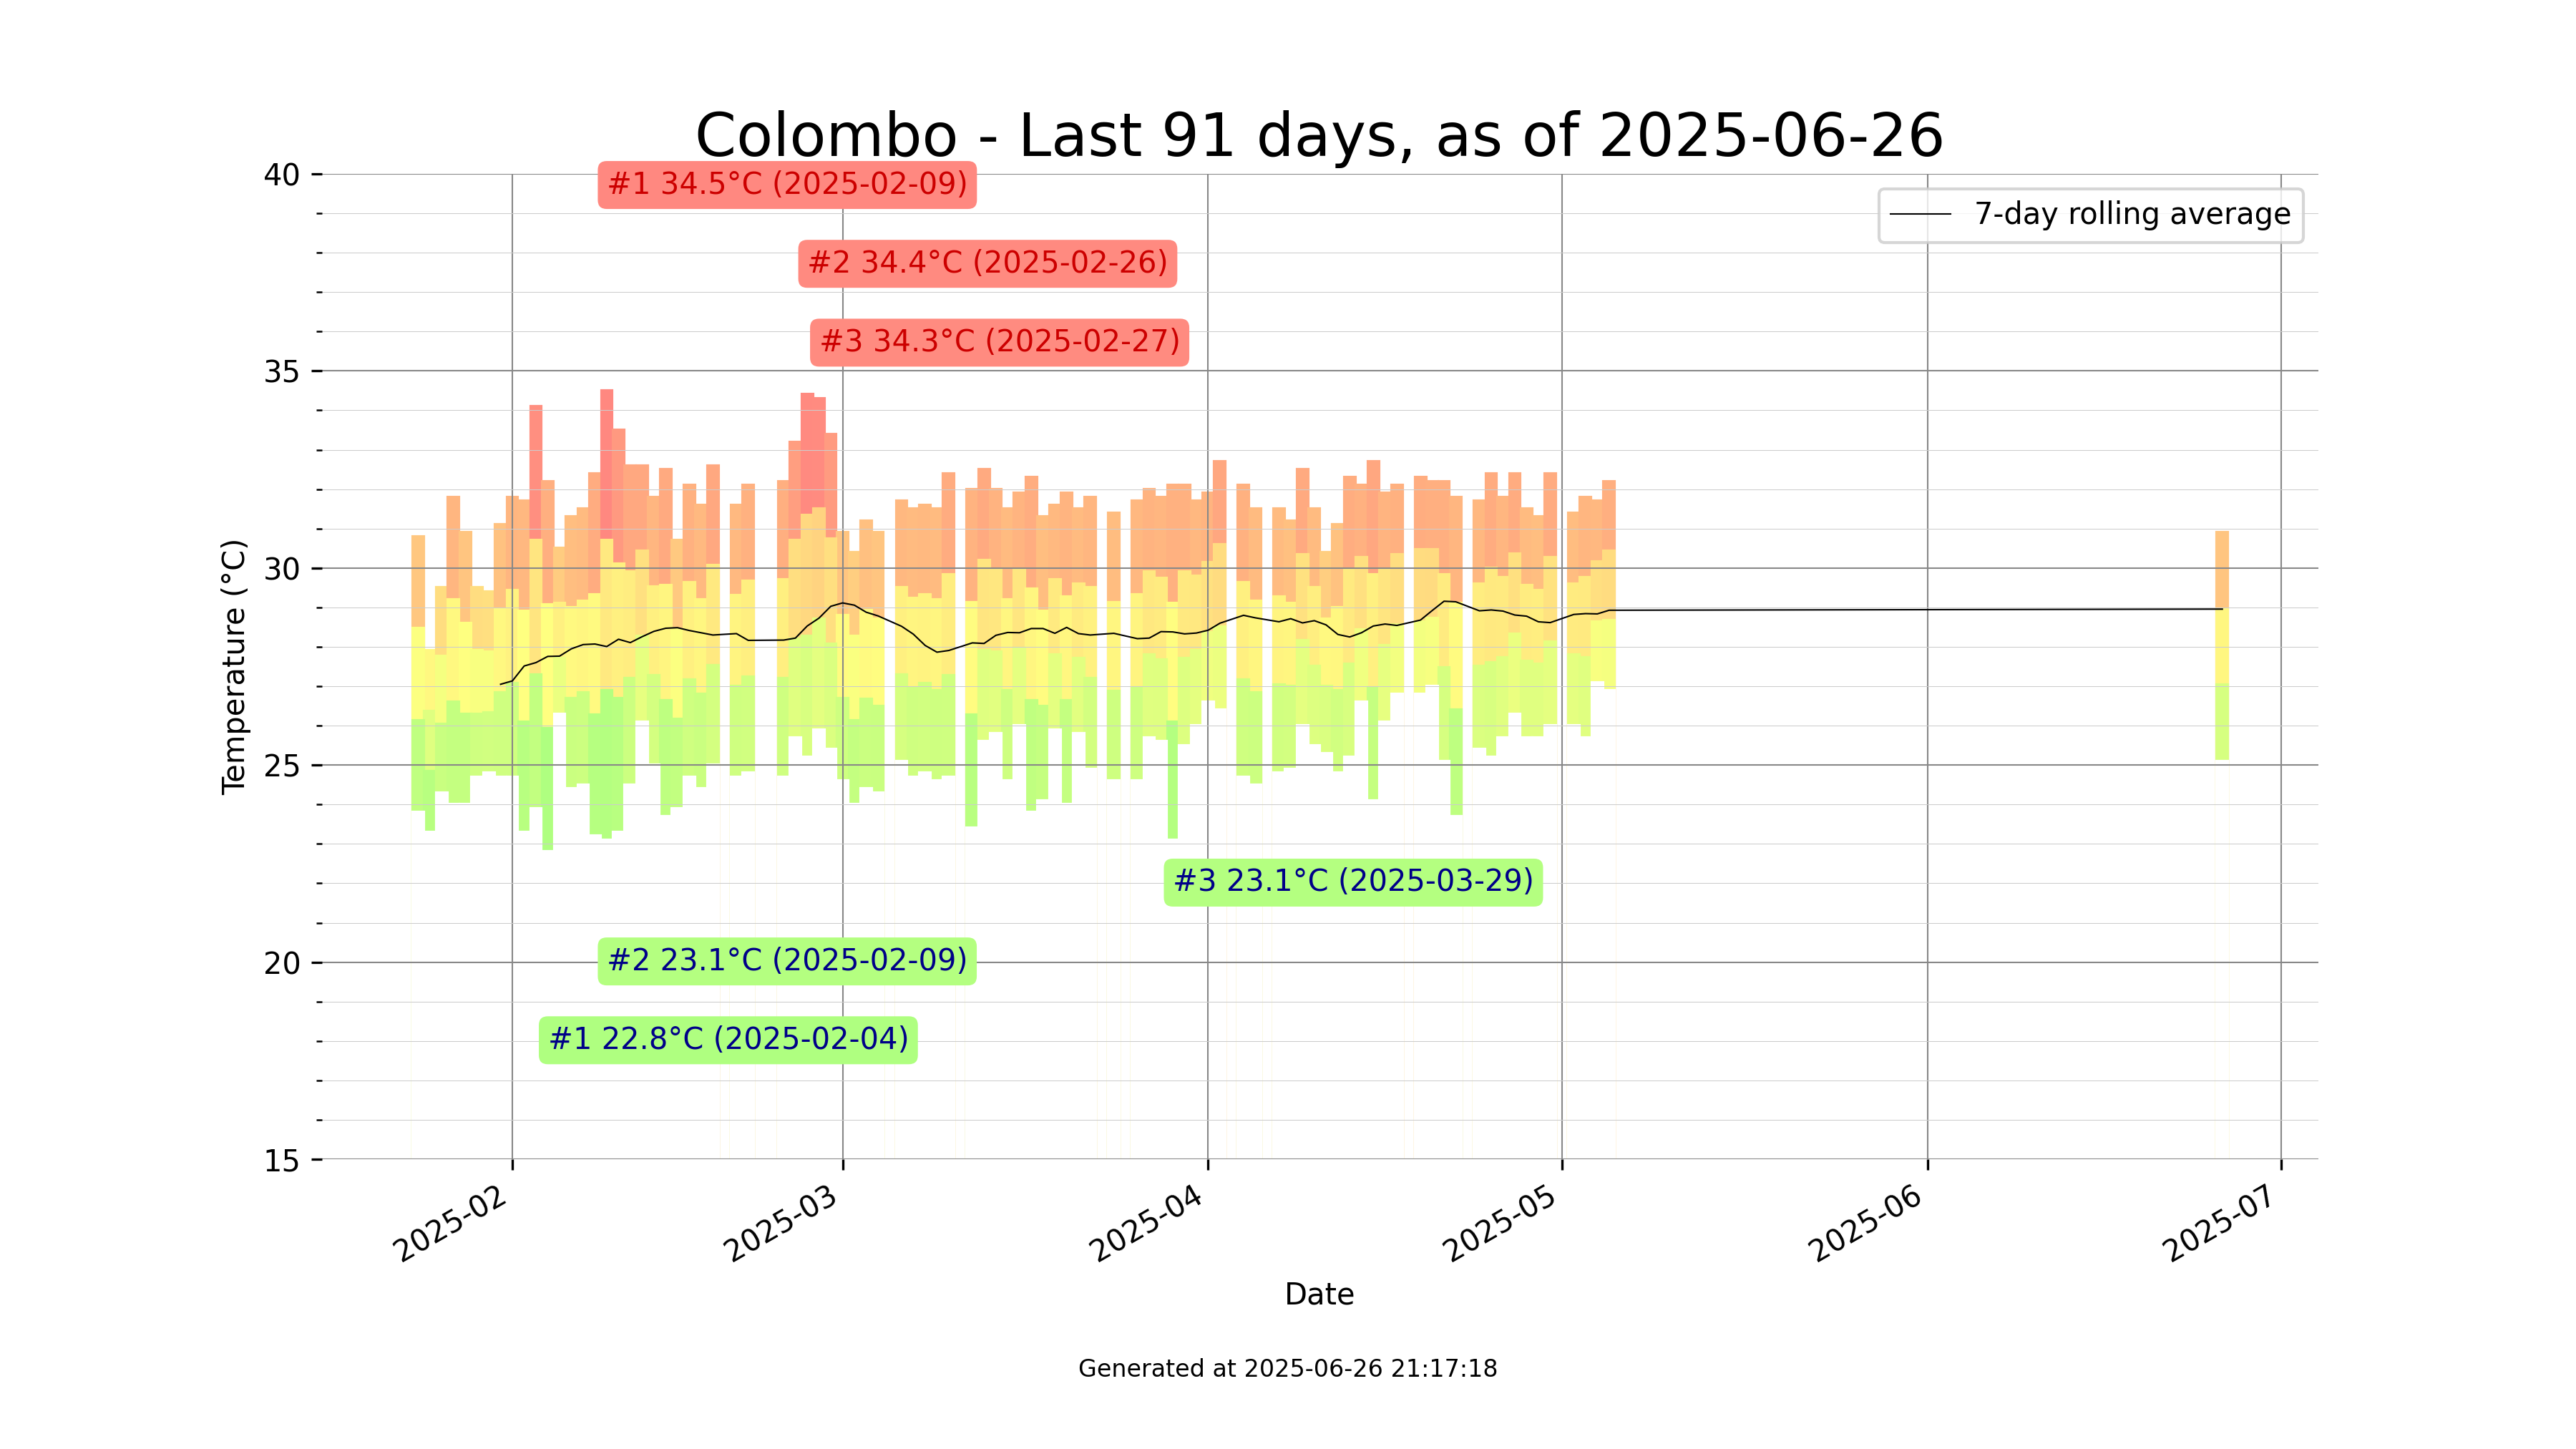 Colombo - Last 91 days, as of 2025-06-26
40
#1 34.5°C (2025-02-09)
7-day rolling average
#2 34.4°C (2025-02-26)
#3 34.3°C (2025-02-27)
35
30
Temperature (°C)
25
#3 23.1°C (2025-03-29)
20
#2 23.1°C (2025-02-09)
#1 22.8°C (2025-02-04)
15
2025-02
2025-03
2025-04
2025-05
2025-06
2025-07
Date
Generated at 2025-06-26 21:17:18